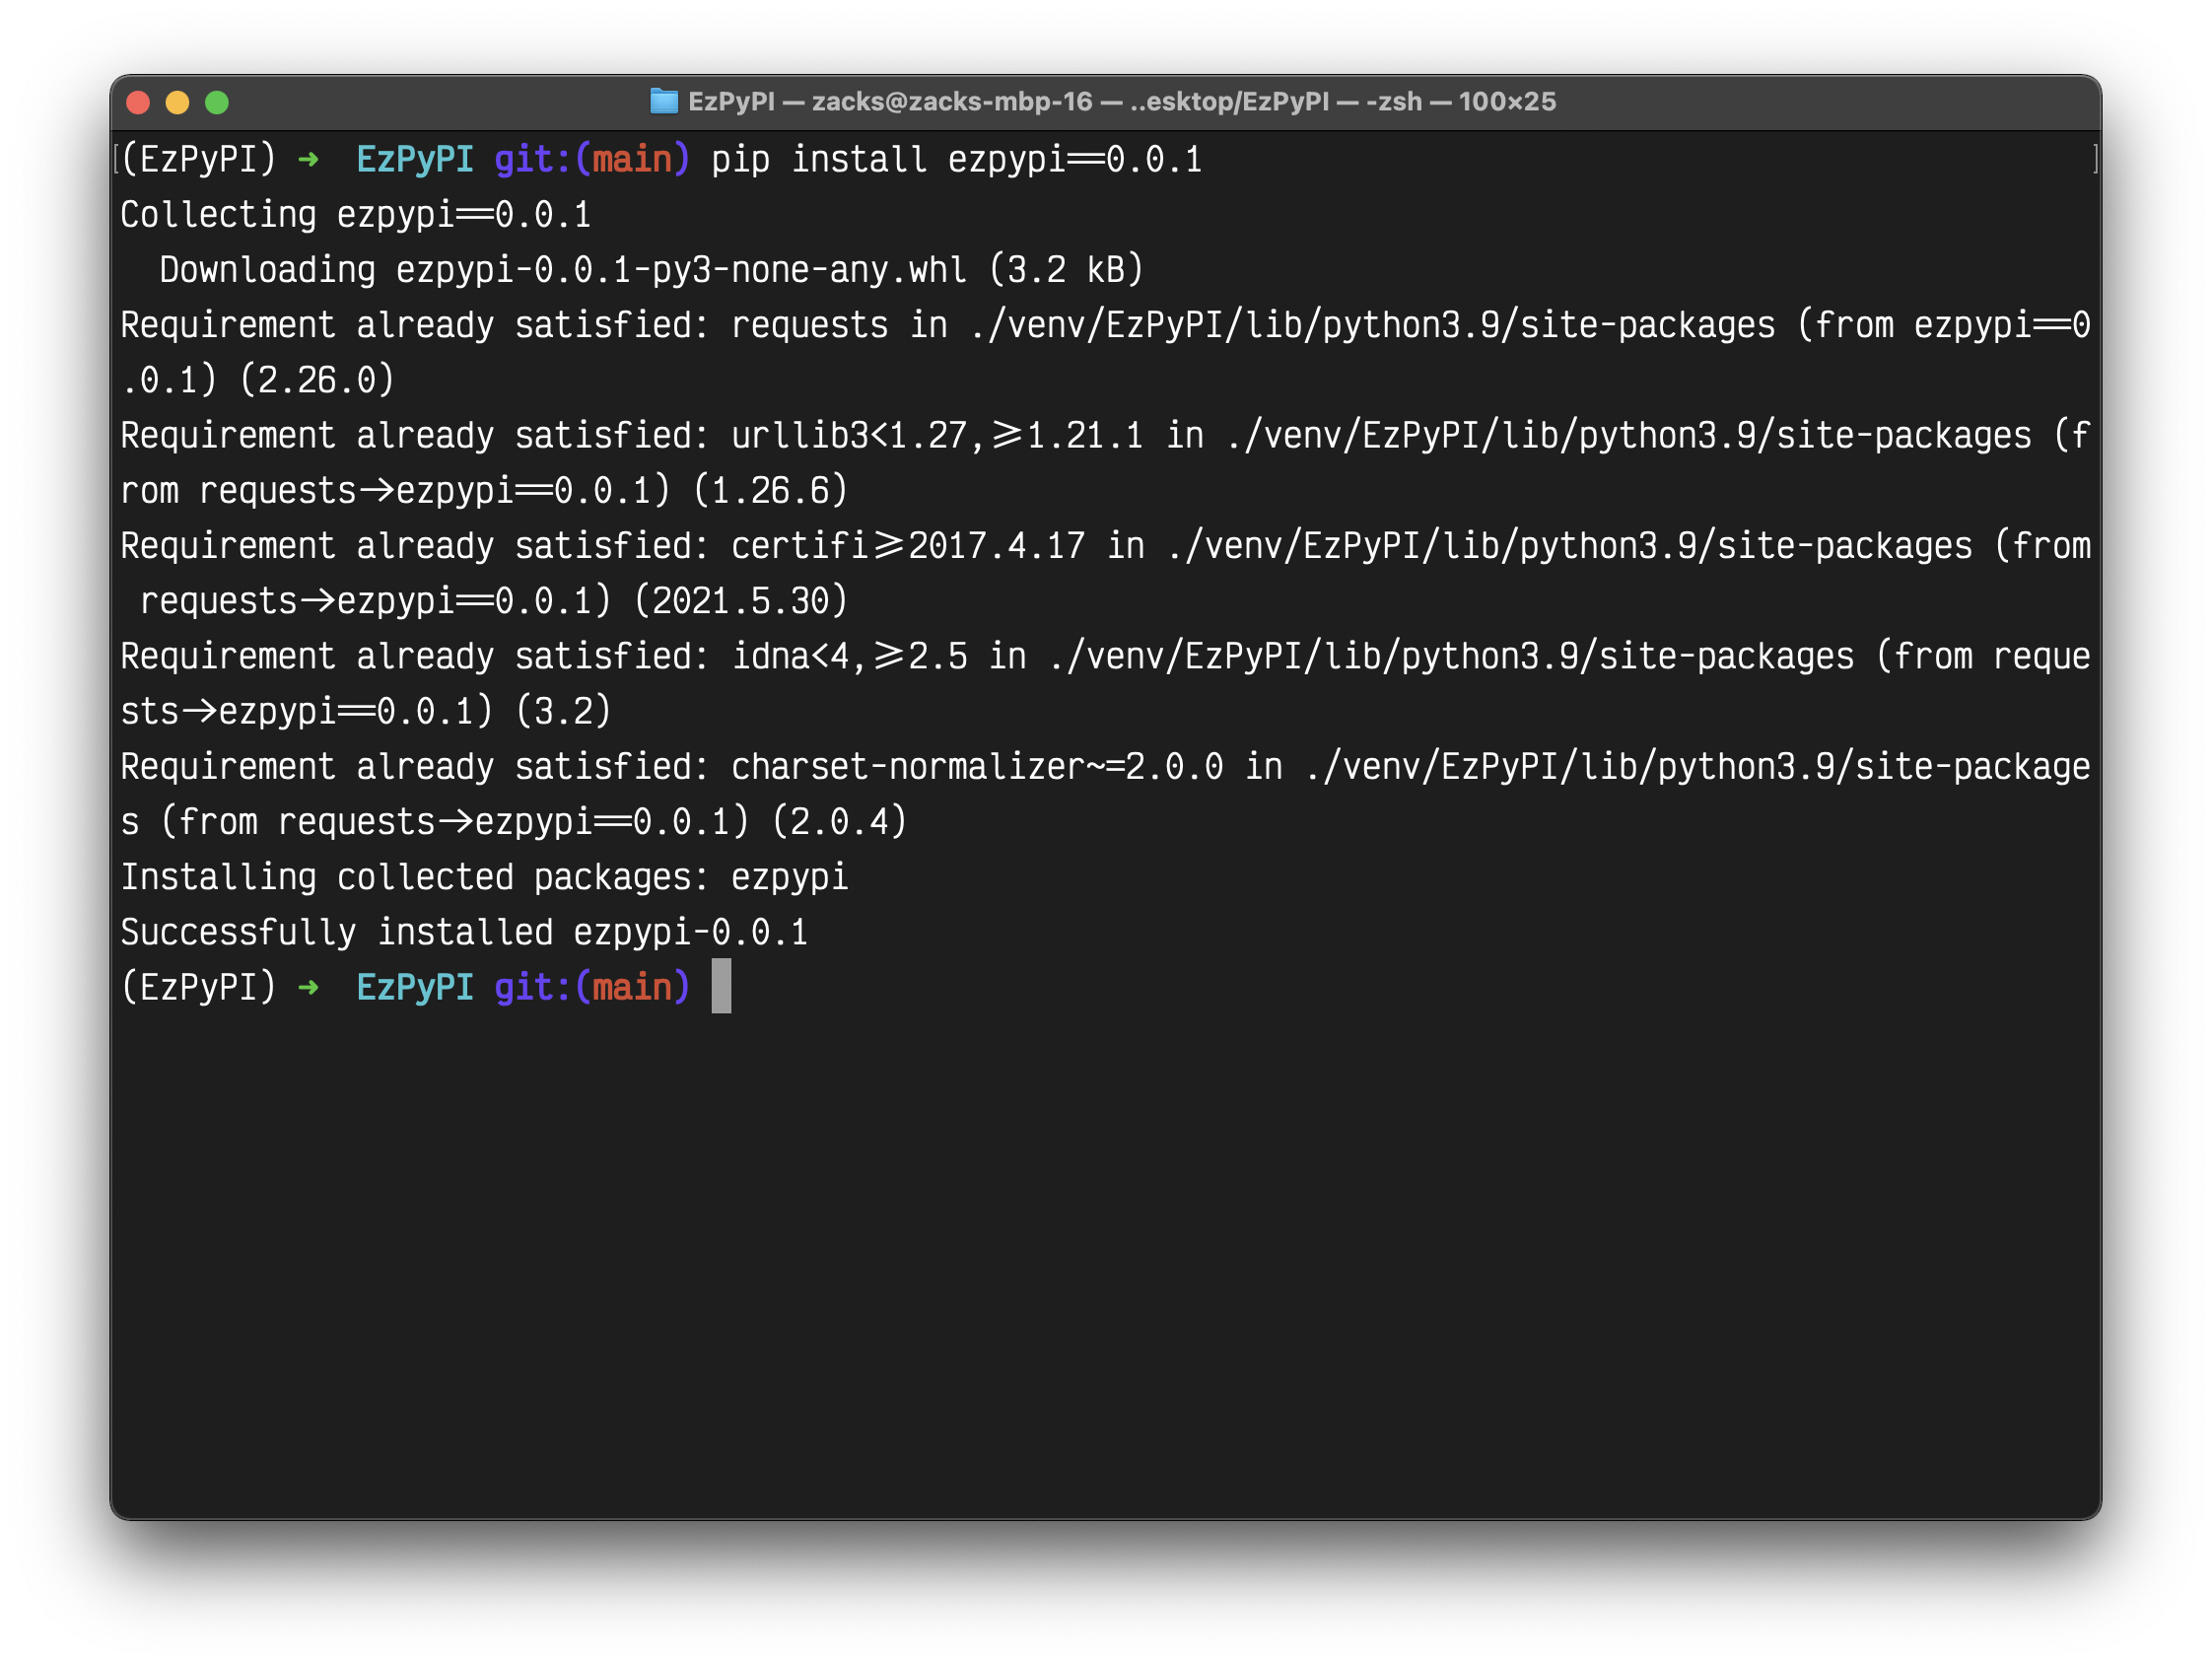 EzPyPI — zacks@zacks-mbp-16 — ..esktop/EzPyPI — -zsh — 100×25
[(EzPyPI) ➜  EzPyPI git:(main) pip install ezpypi==0.0.1 ]
Collecting ezpypi==0.0.1
  Downloading ezpypi-0.0.1-py3-none-any.whl (3.2 kB)
Requirement already satisfied: requests in ./venv/EzPyPI/lib/python3.9/site-packages (from ezpypi==0
.0.1) (2.26.0)
Requirement already satisfied: urllib3<1.27,>=1.21.1 in ./venv/EzPyPI/lib/python3.9/site-packages (f
rom requests->ezpypi==0.0.1) (1.26.6)
Requirement already satisfied: certifi>=2017.4.17 in ./venv/EzPyPI/lib/python3.9/site-packages (from
 requests->ezpypi==0.0.1) (2021.5.30)
Requirement already satisfied: idna<4,>=2.5 in ./venv/EzPyPI/lib/python3.9/site-packages (from reque
sts->ezpypi==0.0.1) (3.2)
Requirement already satisfied: charset-normalizer~=2.0.0 in ./venv/EzPyPI/lib/python3.9/site-package
s (from requests->ezpypi==0.0.1) (2.0.4)
Installing collected packages: ezpypi
Successfully installed ezpypi-0.0.1
(EzPyPI) ➜  EzPyPI git:(main)